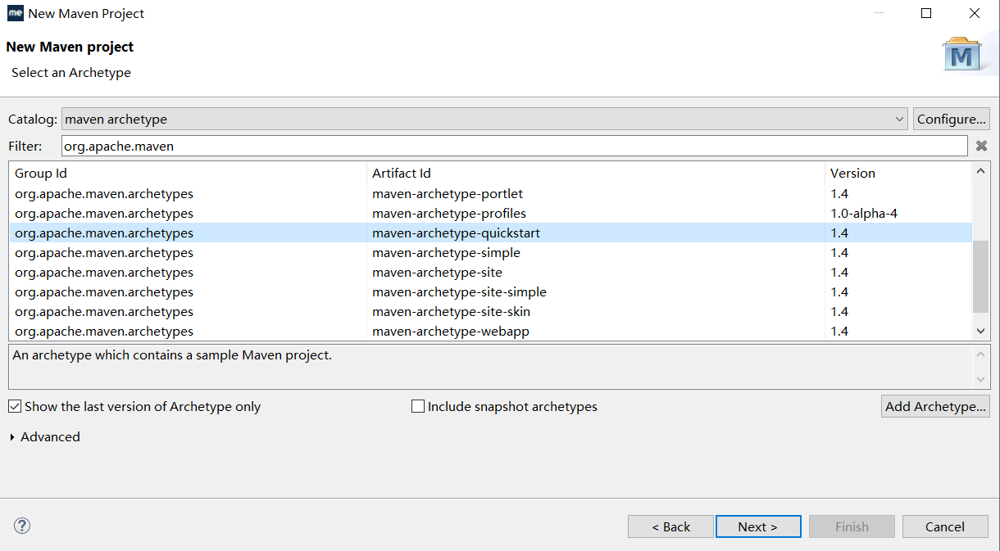 me New Maven Project
New Maven project
Select an Archetype
M
Catalog: maven archetype Configure...
Filter: org.apache.maven
Group Id Artifact Id Version
org.apache.maven.archetypes maven-archetype-portlet 1.4
org.apache.maven.archetypes maven-archetype-profiles 1.0-alpha-4
org.apache.maven.archetypes maven-archetype-quickstart 1.4
org.apache.maven.archetypes maven-archetype-simple 1.4
org.apache.maven.archetypes maven-archetype-site 1.4
org.apache.maven.archetypes maven-archetype-site-simple 1.4
org.apache.maven.archetypes maven-archetype-site-skin 1.4
org.apache.maven.archetypes maven-archetype-webapp 1.4
An archetype which contains a sample Maven project.
Show the last version of Archetype only Include snapshot archetypes Add Archetype...
Advanced
? < Back Next > Finish Cancel